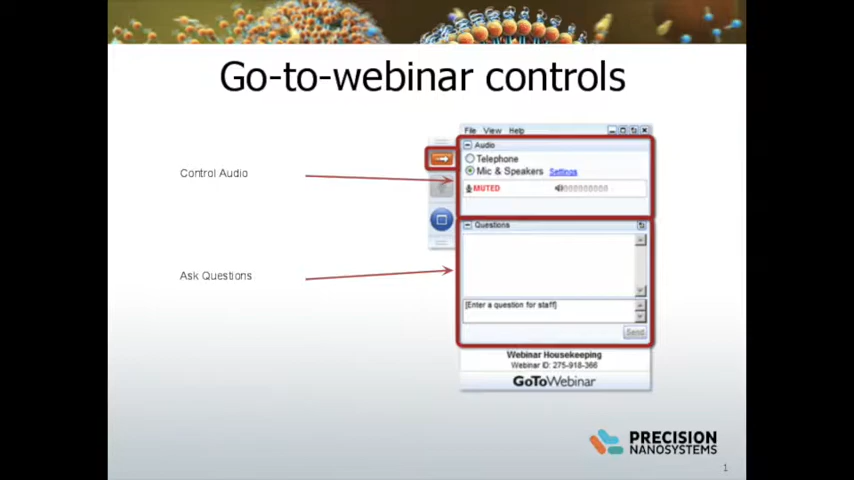 Go-to-webinar controls
File View Help
Audio
Telephone
Control Audio
Mic & Speakers Settings
MUTED
Questions
Ask Questions
[Enter a question for staff]
Send
Webinar Housekeeping
Webinar ID: 275-918-366
GoToWebinar
PRECISION
NANOSYSTEMS
1